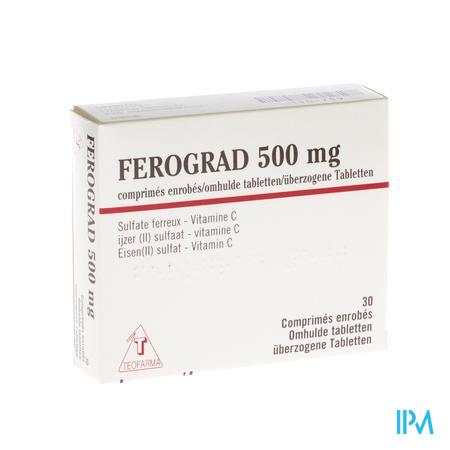 FEROGRAD 500 mg
comprimés enrobés/omhulde tabletten/überzogene Tabletten
Sulfate ferreux - Vitamine C
ijzer (II) sulfaat - vitamine C
Eisen(II) sulfat - Vitamin C
30
Comprimés enrobés
Omhulde tabletten
überzogene Tabletten
FEROGRAD 500 mg
30
T
TEOFARMA
IPM